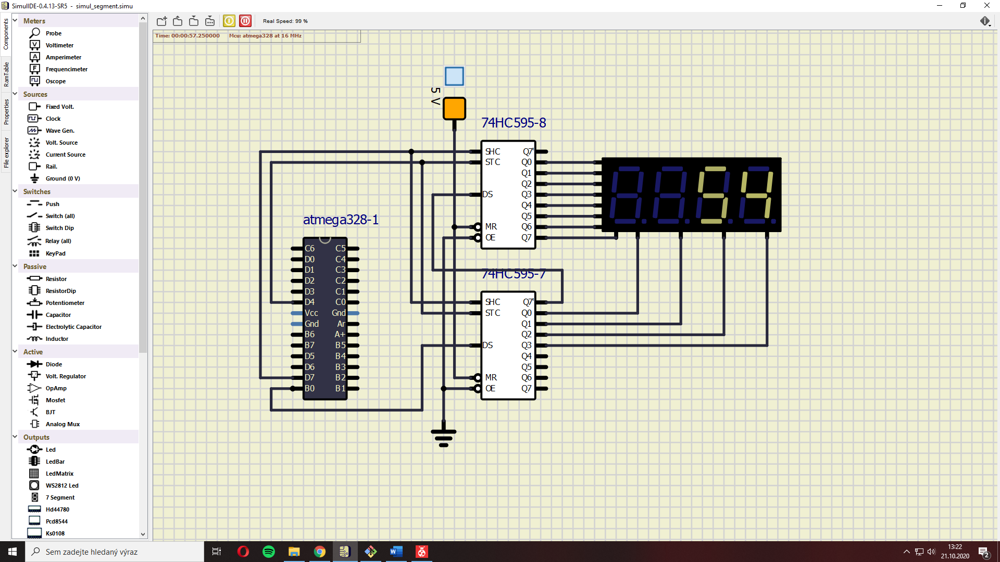 SimulIDE-0.4.13-SR5 - simul_segment.simu
Components
RamTable
Properties
File explorer
Meters
Probe
Voltimeter
Amperimeter
Frequencimeter
Oscope
Sources
Fixed Volt.
Clock
Wave Gen.
Volt. Source
Current Source
Rail.
Ground (0 V)
Switches
Push
Switch (all)
Switch Dip
Relay (all)
KeyPad
Passive
Resistor
ResistorDip
Potentiometer
Capacitor
Electrolytic Capacitor
Inductor
Active
Diode
Volt. Regulator
OpAmp
Mosfet
BJT
Analog Mux
Outputs
Led
LedBar
LedMatrix
WS2812 Led
7 Segment
Hd44780
Pcd8544
Ks0108
Real Speed: 99 %
Time: 00:00:57.250000 Mcu: atmega328 at 16 MHz
5 V
74HC595-8
SHC Q7'
STC Q0
Q1
Q2
DS Q3
Q4
Q5
MR Q6
OE Q7
54
atmega328-1
C6 C5
D0 C4
D1 C3
D2 C2
D3 C1
D4 C0
Vcc Gnd
Gnd Ar
B6 A+
B7 B5
D5 B4
D6 B3
D7 B2
B0 B1
74HC595-7
SHC Q7'
STC Q0
Q1
Q2
DS Q3
Q4
Q5
MR Q6
OE Q7
Sem zadejte hledaný výraz
13:22
21.10.2020
2